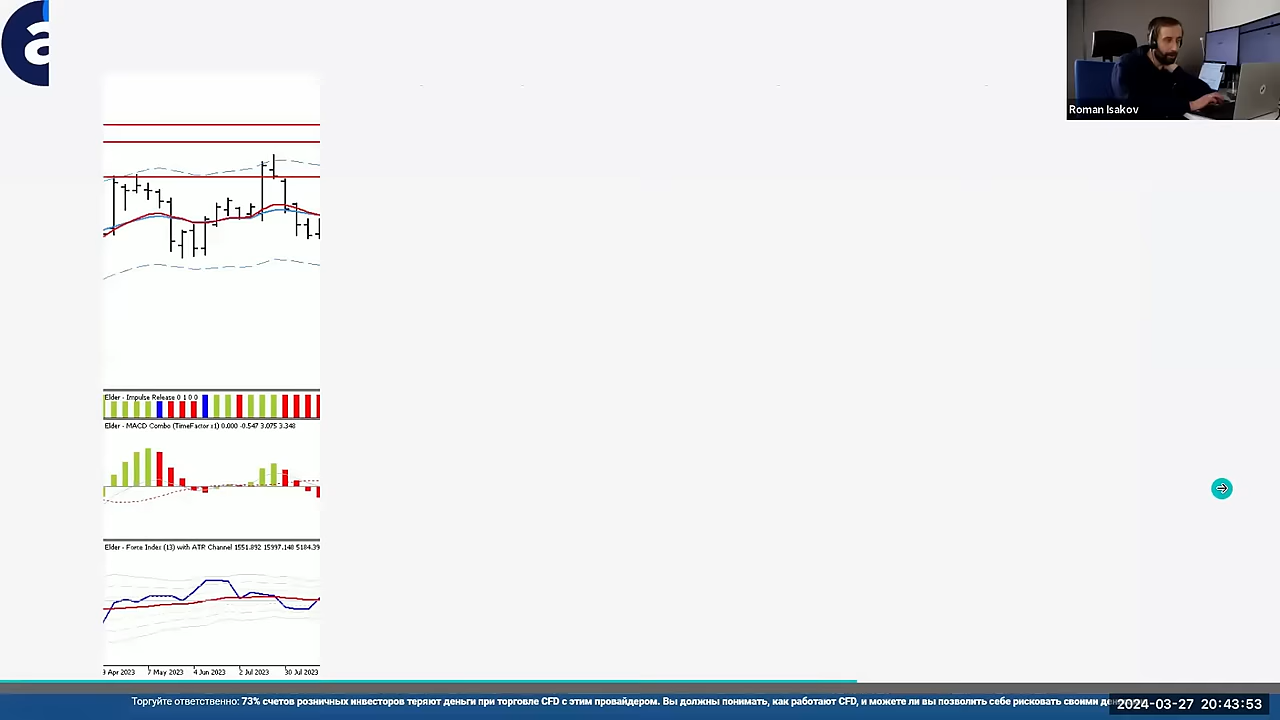 a
Roman Isakov
Elder - Impulse Release 0 1 0 0
Elder - MACD Combo (TimeFactor x1) 0.000 -0.547 3.075 3.348
Elder - Force Index (13) with ATR Channel 1551.892 15997.148 5184.39
Apr 2023 7 May 2023 4 Jun 2023 2 Jul 2023 30 Jul 2023
Торгуйте ответственно: 73% счетов розничных инвесторов теряют деньги при торговле CFD с этим провайдером. Вы должны понимать, как работают CFD, и можете ли вы позволить себе рисковать своими
2024-03-27 20:43:53